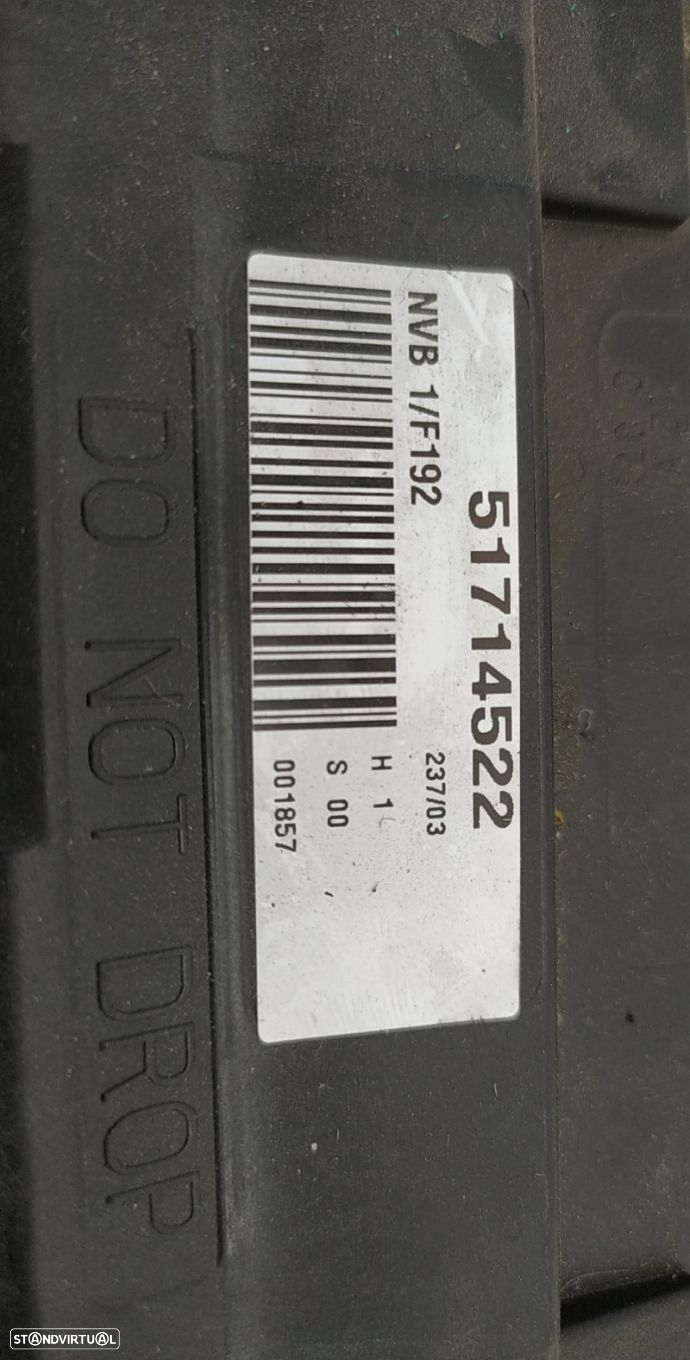 51714522
NVB 1/F192
237/03
H 1
S 00
001857
DO NOT DROP
STANDVIRTUAL